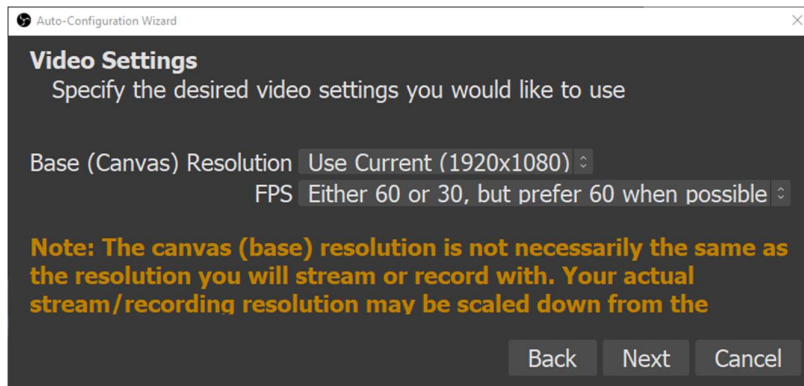 Auto-Configuration Wizard
Video Settings
Specify the desired video settings you would like to use
Base (Canvas) Resolution Use Current (1920x1080)
FPS Either 60 or 30, but prefer 60 when possible
Note: The canvas (base) resolution is not necessarily the same as
the resolution you will stream or record with. Your actual
stream/recording resolution may be scaled down from the
Back Next Cancel